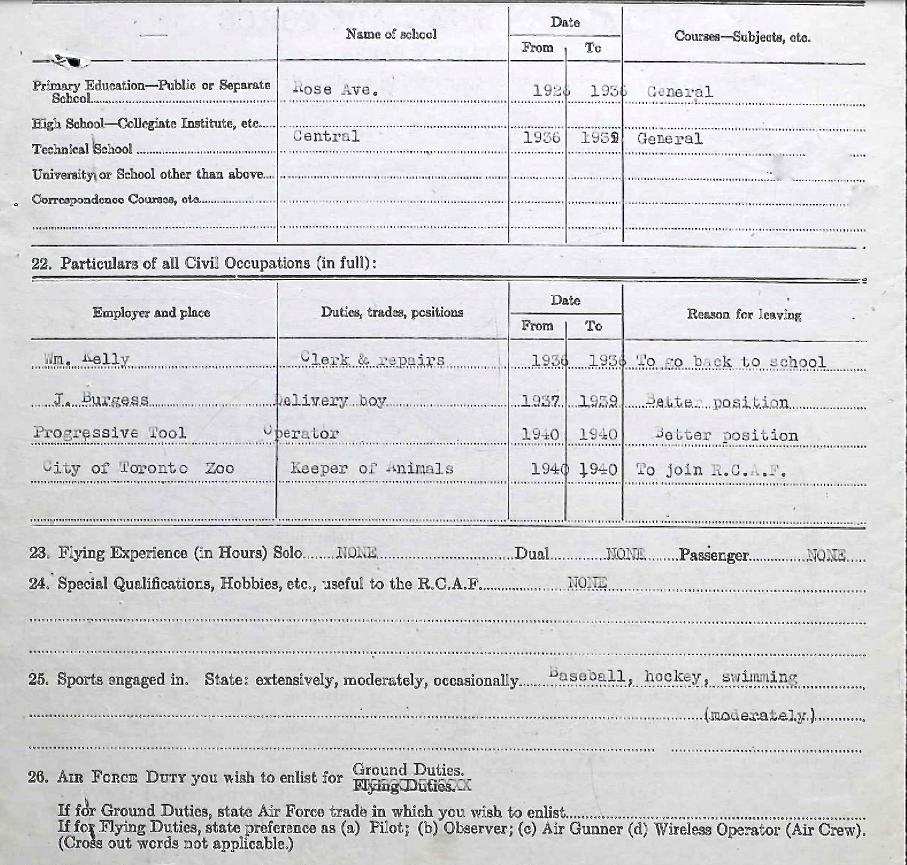 Name of school Date Courses—Subjects, etc.
From To
Primary Education—Public or Separate
School Rose Ave. 1926 1936 General
High School—Collegiate Institute, etc.
Technical School Central 1936 1939 General
University or School other than above
Correspondence Courses, etc.
22. Particulars of all Civil Occupations (in full):
Employer and place Duties, trades, positions Date Reason for leaving
From To
Wm. Kelly Clerk & repairs 1936 1936 To go back to school
J. Burgess Delivery boy 1937 1939 Better position
Progressive Tool Operator 1940 1940 Better position
City of Toronto Zoo Keeper of Animals 1940 1940 To join R.C.A.F.
23. Flying Experience (in Hours) Solo NONE Dual NONE Passenger NONE
24. Special Qualifications, Hobbies, etc., useful to the R.C.A.F. NONE
25. Sports engaged in. State: extensively, moderately, occasionally Baseball, hockey, swimming
(moderately)
26. AIR FORCE DUTY you wish to enlist for Ground Duties.
Flying Duties.XX
If for Ground Duties, state Air Force trade in which you wish to enlist
If for Flying Duties, state preference as (a) Pilot; (b) Observer; (c) Air Gunner (d) Wireless Operator (Air Crew).
(Cross out words not applicable.)